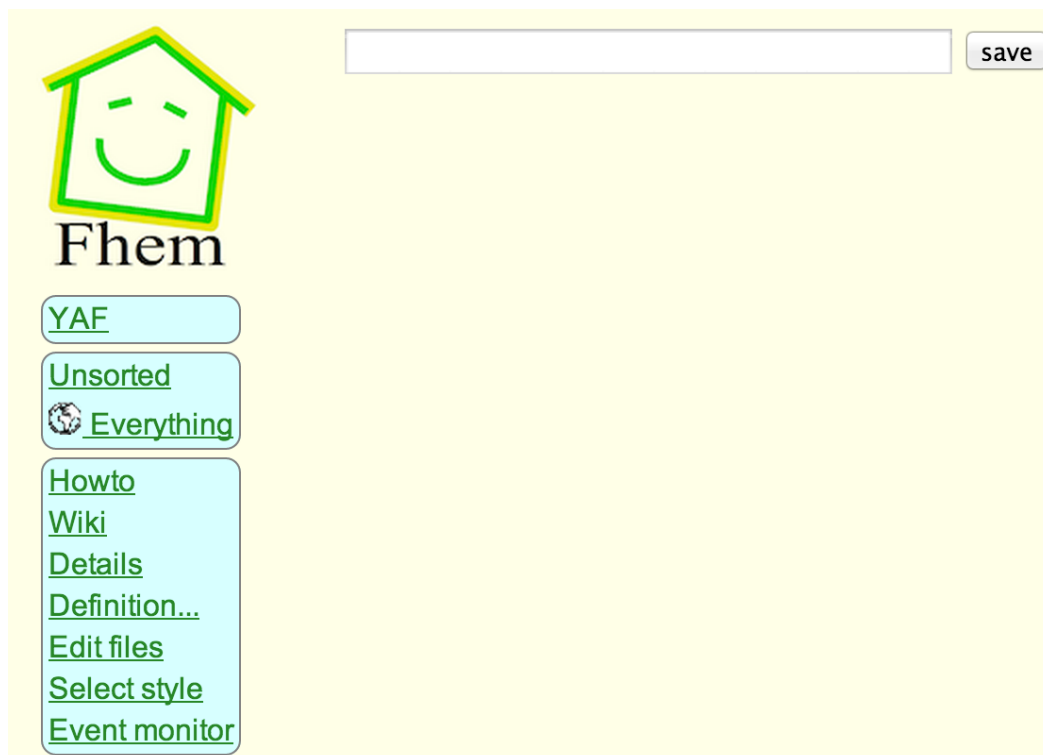 save
Fhem
YAF
Unsorted
Everything
Howto
Wiki
Details
Definition...
Edit files
Select style
Event monitor